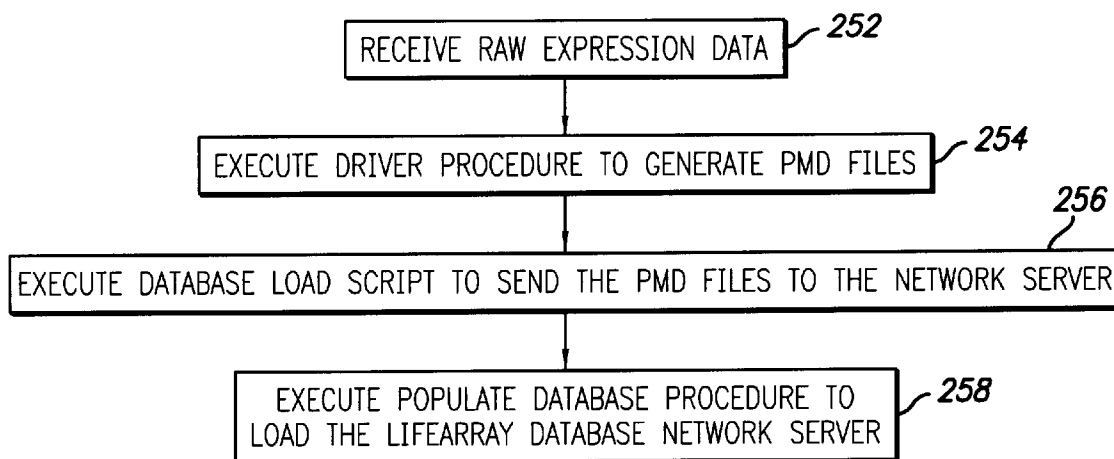 252
RECEIVE RAW EXPRESSION DATA
254
EXECUTE DRIVER PROCEDURE TO GENERATE PMD FILES
256
EXECUTE DATABASE LOAD SCRIPT TO SEND THE PMD FILES TO THE NETWORK SERVER
258
EXECUTE POPULATE DATABASE PROCEDURE TO
LOAD THE LIFEARRAY DATABASE NETWORK SERVER